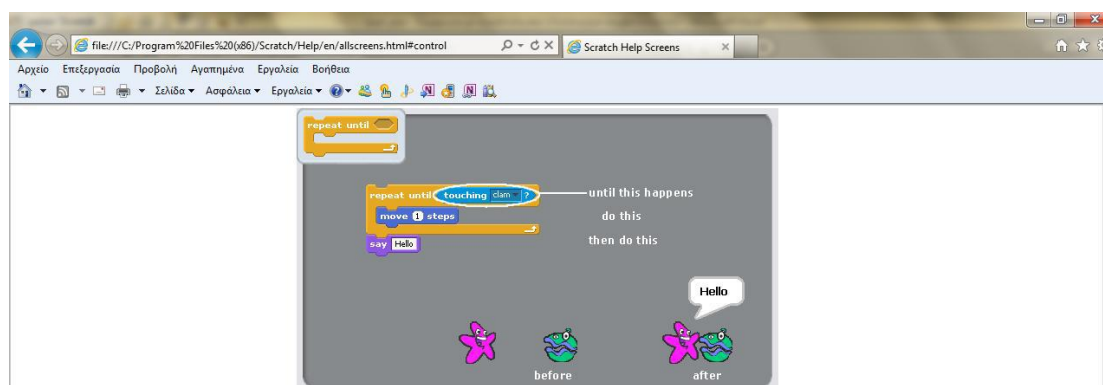 file:///C:/Program%20Files%20(x86)/Scratch/Help/en/allscreens.html#control
Scratch Help Screens
Αρχείο Επεξεργασία Προβολή Αγαπημένα Εργαλεία Βοήθεια
Σελίδα Ασφάλεια Εργαλεία
repeat until
repeat until touching clam ? until this happens
move 1 steps do this
say Hello then do this
Hello
before after